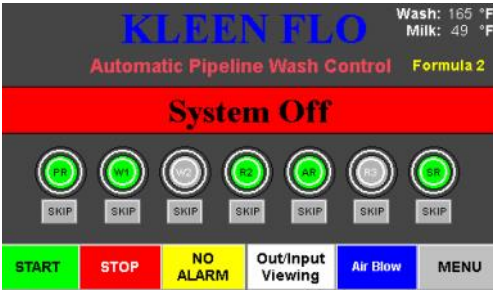 KLEEN FLO
Wash: 165 °F
Milk: 49 °F
Automatic Pipeline Wash Control
Formula 2
System Off
PR W1 W2 R2 AR R3 SR
SKIP SKIP SKIP SKIP SKIP SKIP SKIP
START STOP NO ALARM Out/Input Viewing Air Blow MENU